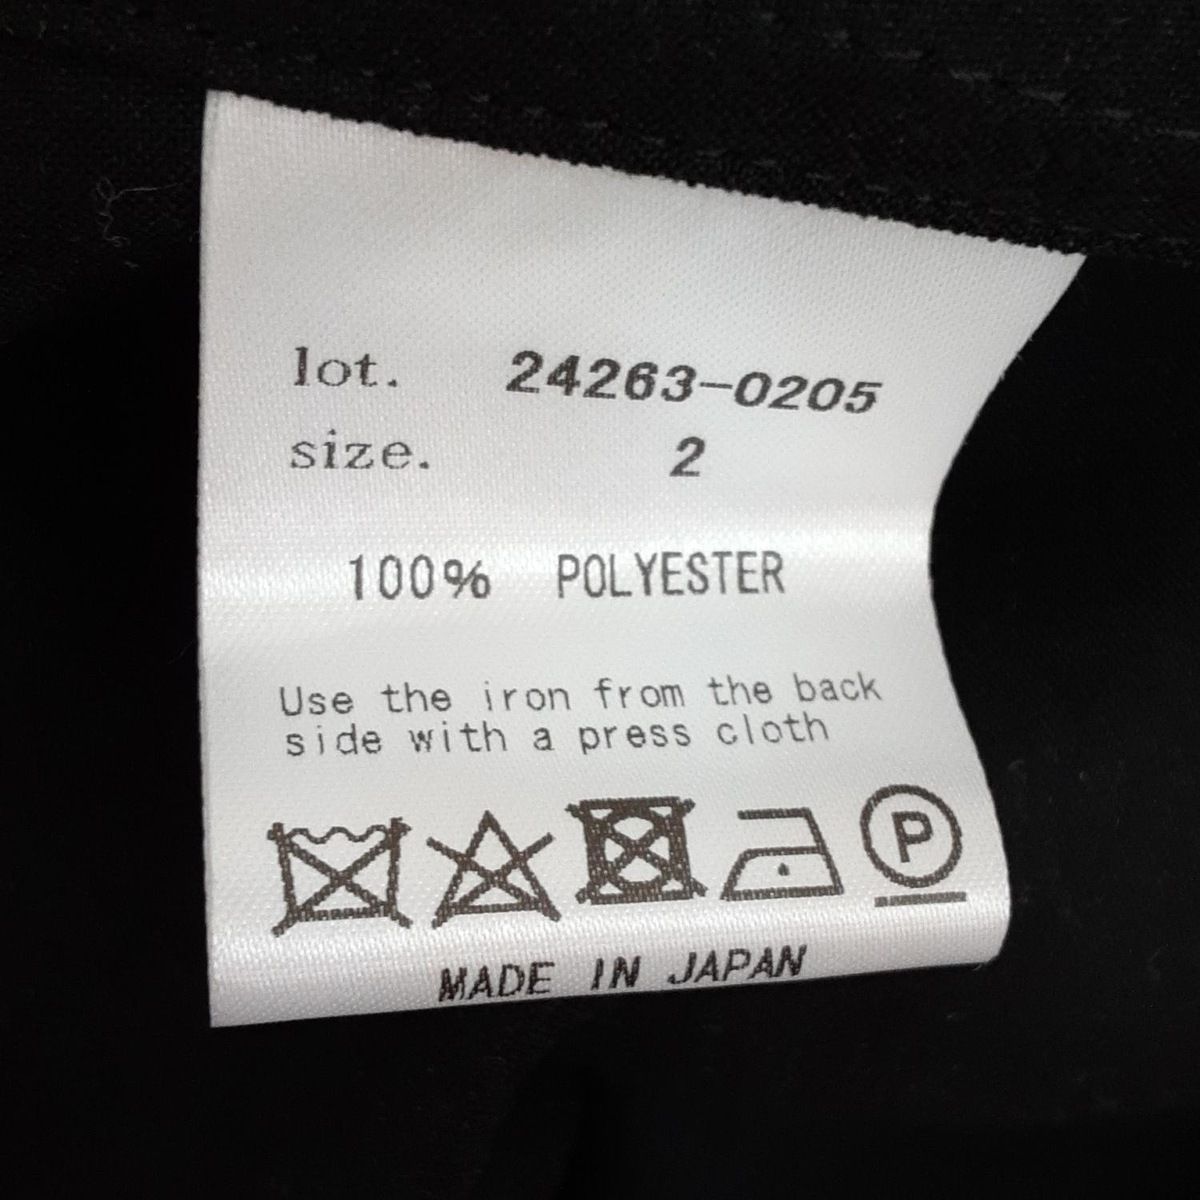 lot. 24263-0205
size. 2
100% POLYESTER
Use the iron from the back
side with a press cloth
P
MADE IN JAPAN